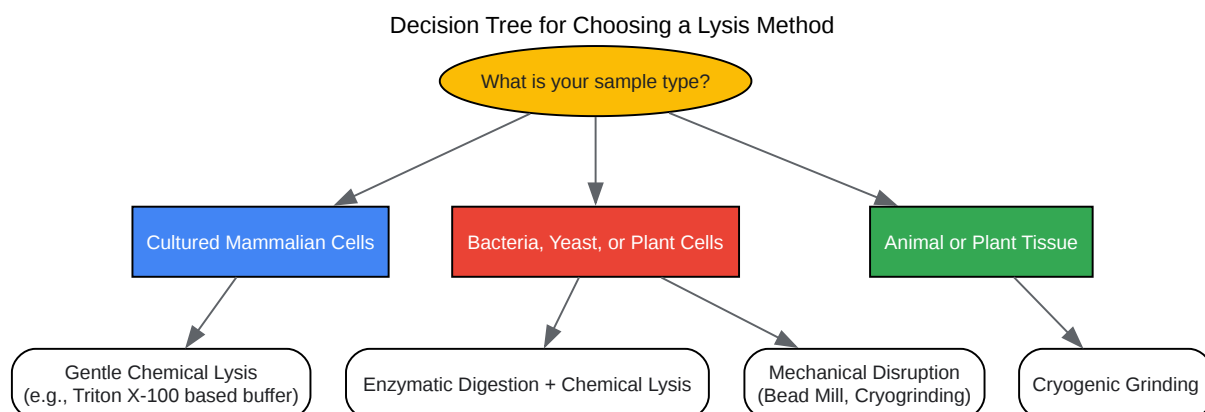 Decision Tree for Choosing a Lysis Method
What is your sample type?
Cultured Mammalian Cells
Bacteria, Yeast, or Plant Cells
Animal or Plant Tissue
Gentle Chemical Lysis
(e.g., Triton X-100 based buffer)
Enzymatic Digestion + Chemical Lysis
Mechanical Disruption
(Bead Mill, Cryogrinding)
Cryogenic Grinding